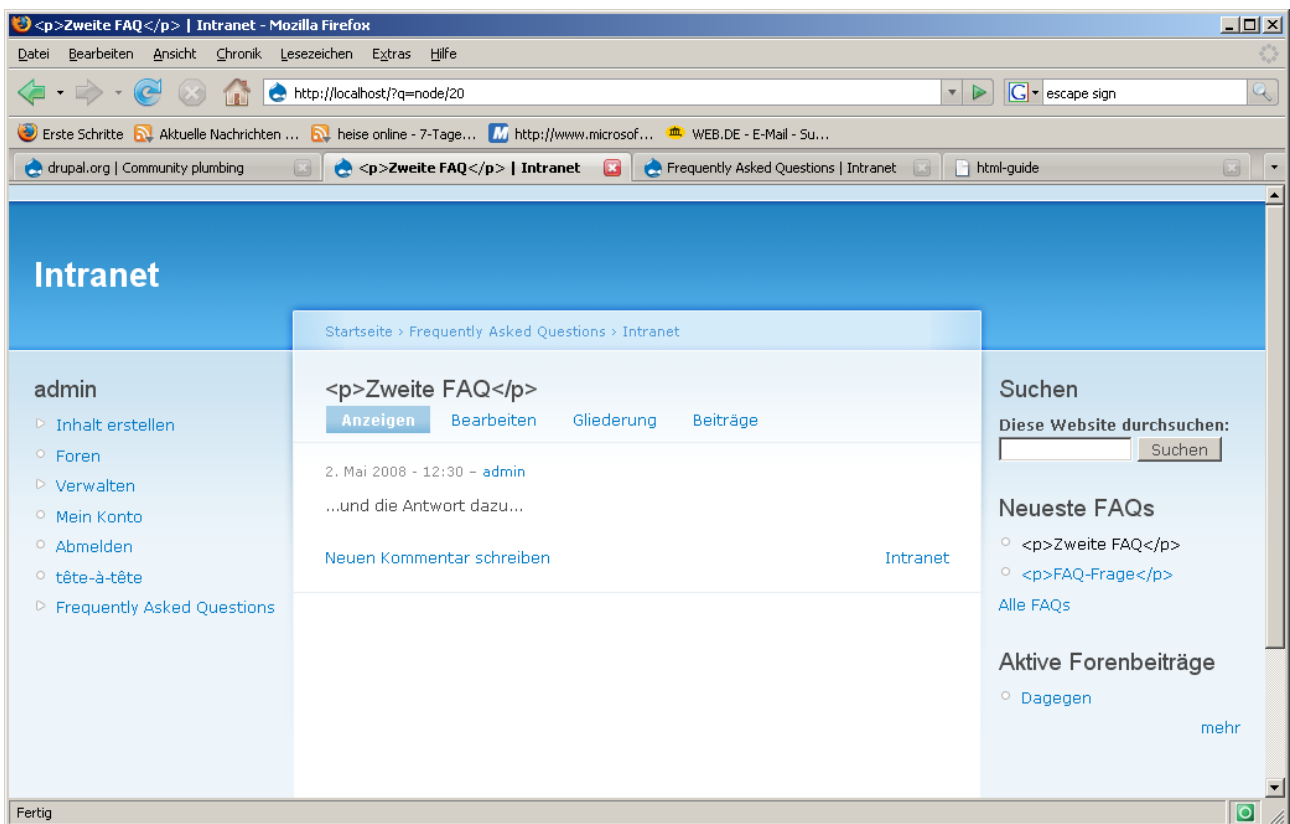 <p>Zweite FAQ</p> | Intranet - Mozilla Firefox
Datei Bearbeiten Ansicht Chronik Lesezeichen Extras Hilfe
http://localhost/?q=node/20 G escape sign
Erste Schritte Aktuelle Nachrichten ... heise online - 7-Tage... http://www.microsof... WEB.DE - E-Mail - Su...
drupal.org | Community plumbing <p>Zweite FAQ</p> | Intranet Frequently Asked Questions | Intranet html-guide
Intranet
Startseite › Frequently Asked Questions › Intranet
admin
Inhalt erstellen
Foren
Verwalten
Mein Konto
Abmelden
tête-à-tête
Frequently Asked Questions
<p>Zweite FAQ</p>
Anzeigen Bearbeiten Gliederung Beiträge
2. Mai 2008 - 12:30 – admin
...und die Antwort dazu...
Neuen Kommentar schreiben Intranet
Suchen
Diese Website durchsuchen:
Suchen
Neueste FAQs
<p>Zweite FAQ</p>
<p>FAQ-Frage</p>
Alle FAQs
Aktive Forenbeiträge
Dagegen
mehr
Fertig